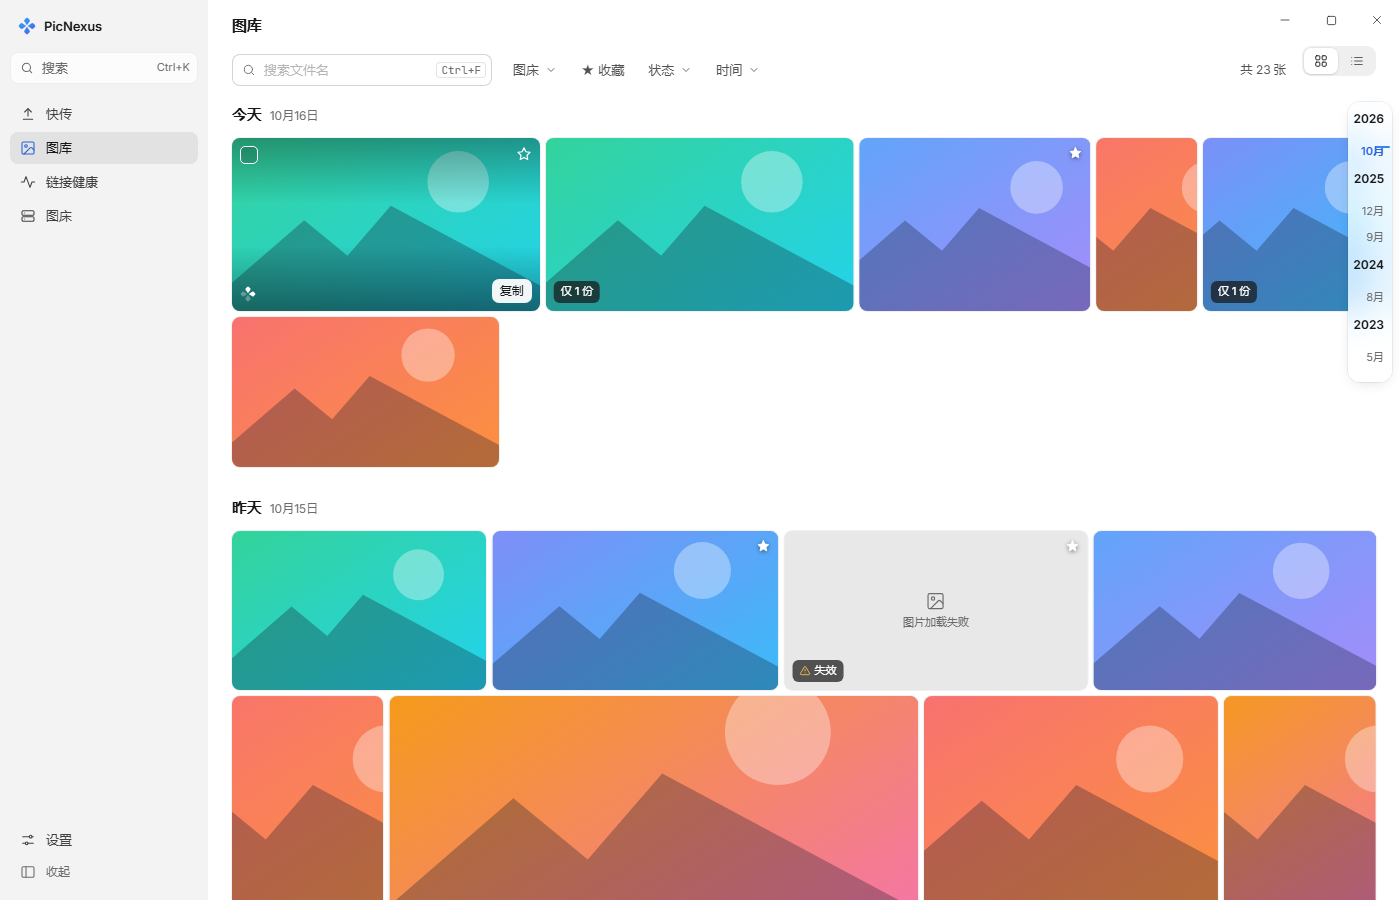 PicNexus
搜索 Ctrl+K
快传
图库
链接健康
图床
设置
收起
图库
搜索文件名 Ctrl+F
图床
★ 收藏
状态
时间
共 23 张
今天 10月16日
复制
仅 1 份
仅 1 份
昨天 10月15日
图片加载失败
失效
2026
10月
2025
12月
9月
2024
8月
2023
5月